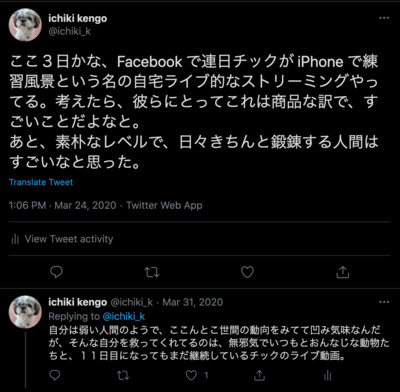 ichiki kengo
@ichiki_k
ここ３日かな、Facebook で連日チックが iPhone で練
習風景という名の自宅ライブ的なストリーミングやっ
てる。考えたら、彼らにとってこれは商品な訳で、す
ごいことだよなと。
あと、素朴なレベルで、日々きちんと鍛錬する人間は
すごいなと思った。
Translate Tweet
1:06 PM · Mar 24, 2020 · Twitter Web App
View Tweet activity
ichiki kengo @ichiki_k · Mar 31, 2020
Replying to @ichiki_k
自分は弱い人間のようで、ここんとこ世間の動向をみてて凹み気味なんだ
が、そんな自分を救ってくれてるのは、無邪気でいつもとおんなじな動物た
ちと、１１日目になってもまだ継続しているチックのライブ動画。
1